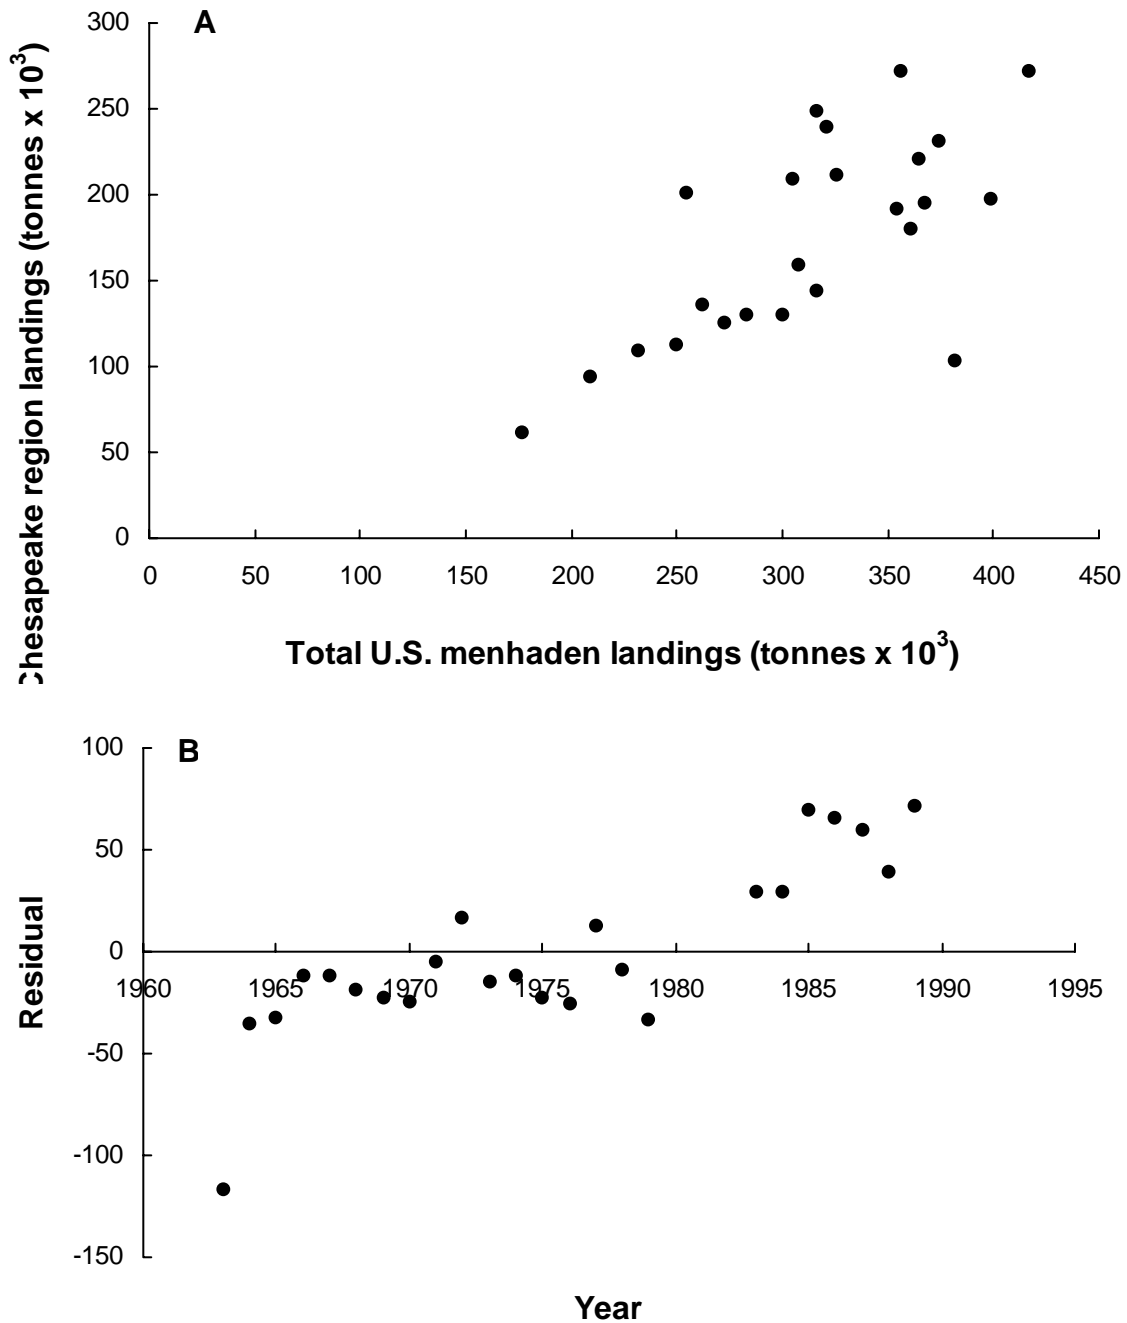 A
300
250
200
150
100
50
0
0 50 100 150 200 250 300 350 400 450
Chesapeake region landings (tonnes x 10³)
Total U.S. menhaden landings (tonnes x 10³)
B
100
50
0
-50
-100
-150
1960 1965 1970 1975 1980 1985 1990 1995
Residual
Year